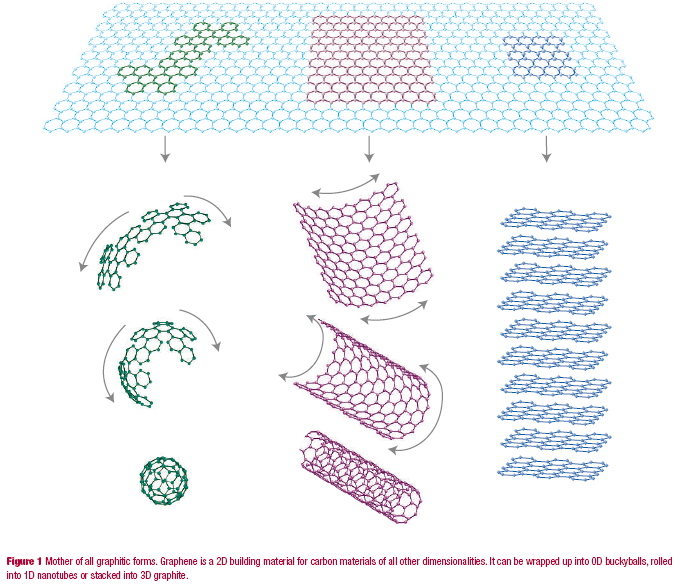 Figure 1 Mother of all graphitic forms. Graphene is a 2D building material for carbon materials of all other dimensionalities. It can be wrapped up into 0D buckyballs, rolled
into 1D nanotubes or stacked into 3D graphite.